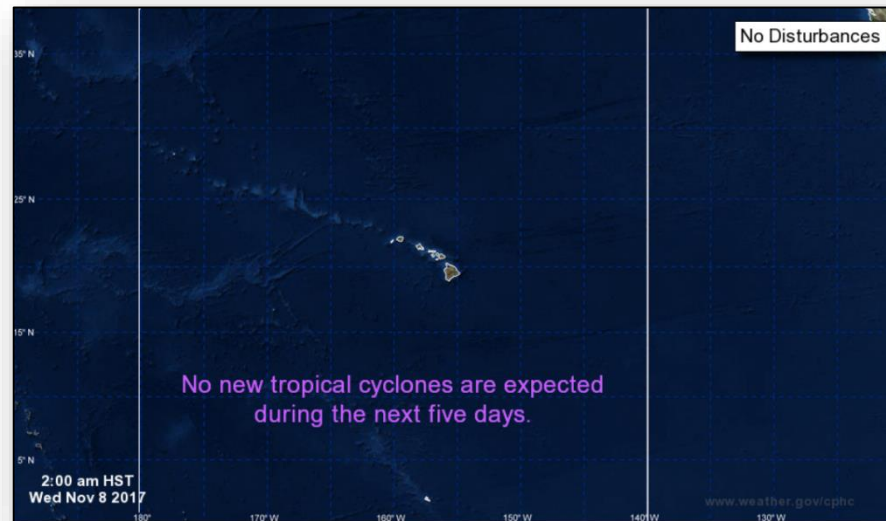 No Disturbances
35° N
25° N
15° N
No new tropical cyclones are expected
during the next five days.
5° N
2:00 am HST
Wed Nov 8 2017
www.weather.gov/cphc
180°
170° W
160° W
150° W
140° W
130° W